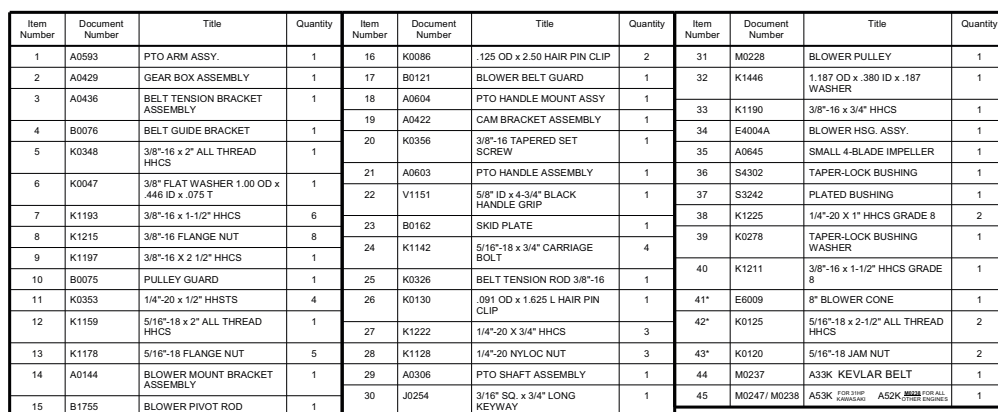 Item Number Document Number Title Quantity
1 A0593 PTO ARM ASSY. 1
2 A0429 GEAR BOX ASSEMBLY 1
3 A0436 BELT TENSION BRACKET 1
ASSEMBLY
4 B0076 BELT GUIDE BRACKET 1
5 K0348 3/8"-16 x 2" ALL THREAD 1
HHCS
6 K0047 3/8" FLAT WASHER 1.00 OD x 1
.446 ID x .075 T
7 K1193 3/8"-16 x 1-1/2" HHCS 6
8 K1215 3/8"-16 FLANGE NUT 8
9 K1197 3/8"-16 X 2 1/2" HHCS 1
10 B0075 PULLEY GUARD 1
11 K0353 1/4"-20 x 1/2" HHSTS 4
12 K1159 5/16"-18 x 2" ALL THREAD 1
HHCS
13 K1178 5/16"-18 FLANGE NUT 5
14 A0144 BLOWER MOUNT BRACKET 1
ASSEMBLY
15 B1755 BLOWER PIVOT ROD 1
Item Number Document Number Title Quantity
16 K0086 .125 OD x 2.50 HAIR PIN CLIP 2
17 B0121 BLOWER BELT GUARD 1
18 A0604 PTO HANDLE MOUNT ASSY 1
19 A0422 CAM BRACKET ASSEMBLY 1
20 K0356 3/8"-16 TAPERED SET 1
SCREW
21 A0603 PTO HANDLE ASSEMBLY 1
22 V1151 5/8" ID x 4-3/4" BLACK 1
HANDLE GRIP
23 B0162 SKID PLATE 1
24 K1142 5/16"-18 x 3/4" CARRIAGE 4
BOLT
25 K0326 BELT TENSION ROD 3/8"-16 1
26 K0130 .091 OD x 1.625 L HAIR PIN 1
CLIP
27 K1222 1/4"-20 X 3/4" HHCS 3
28 K1128 1/4"-20 NYLOC NUT 3
29 A0306 PTO SHAFT ASSEMBLY 1
30 J0254 3/16" SQ. x 3/4" LONG 1
KEYWAY
Item Number Document Number Title Quantity
31 M0228 BLOWER PULLEY 1
32 K1446 1.187 OD x .380 ID x .187 1
WASHER
33 K1190 3/8"-16 x 3/4" HHCS 1
34 E4004A BLOWER HSG. ASSY. 1
35 A0645 SMALL 4-BLADE IMPELLER 1
36 S4302 TAPER-LOCK BUSHING 1
37 S3242 PLATED BUSHING 1
38 K1225 1/4"-20 X 1" HHCS GRADE 8 2
39 K0278 TAPER-LOCK BUSHING 1
WASHER
40 K1211 3/8"-16 x 1-1/2" HHCS GRADE 1
8
41* E6009 8" BLOWER CONE 1
42* K0125 5/16"-18 x 2-1/2" ALL THREAD 2
HHCS
43* K0120 5/16"-18 JAM NUT 2
44 M0237 A33K KEVLAR BELT 1
45 M0247/ M0238 A53K FOR 31HP KAWASAKI A52K M0238 FOR ALL OTHER ENGINES 1